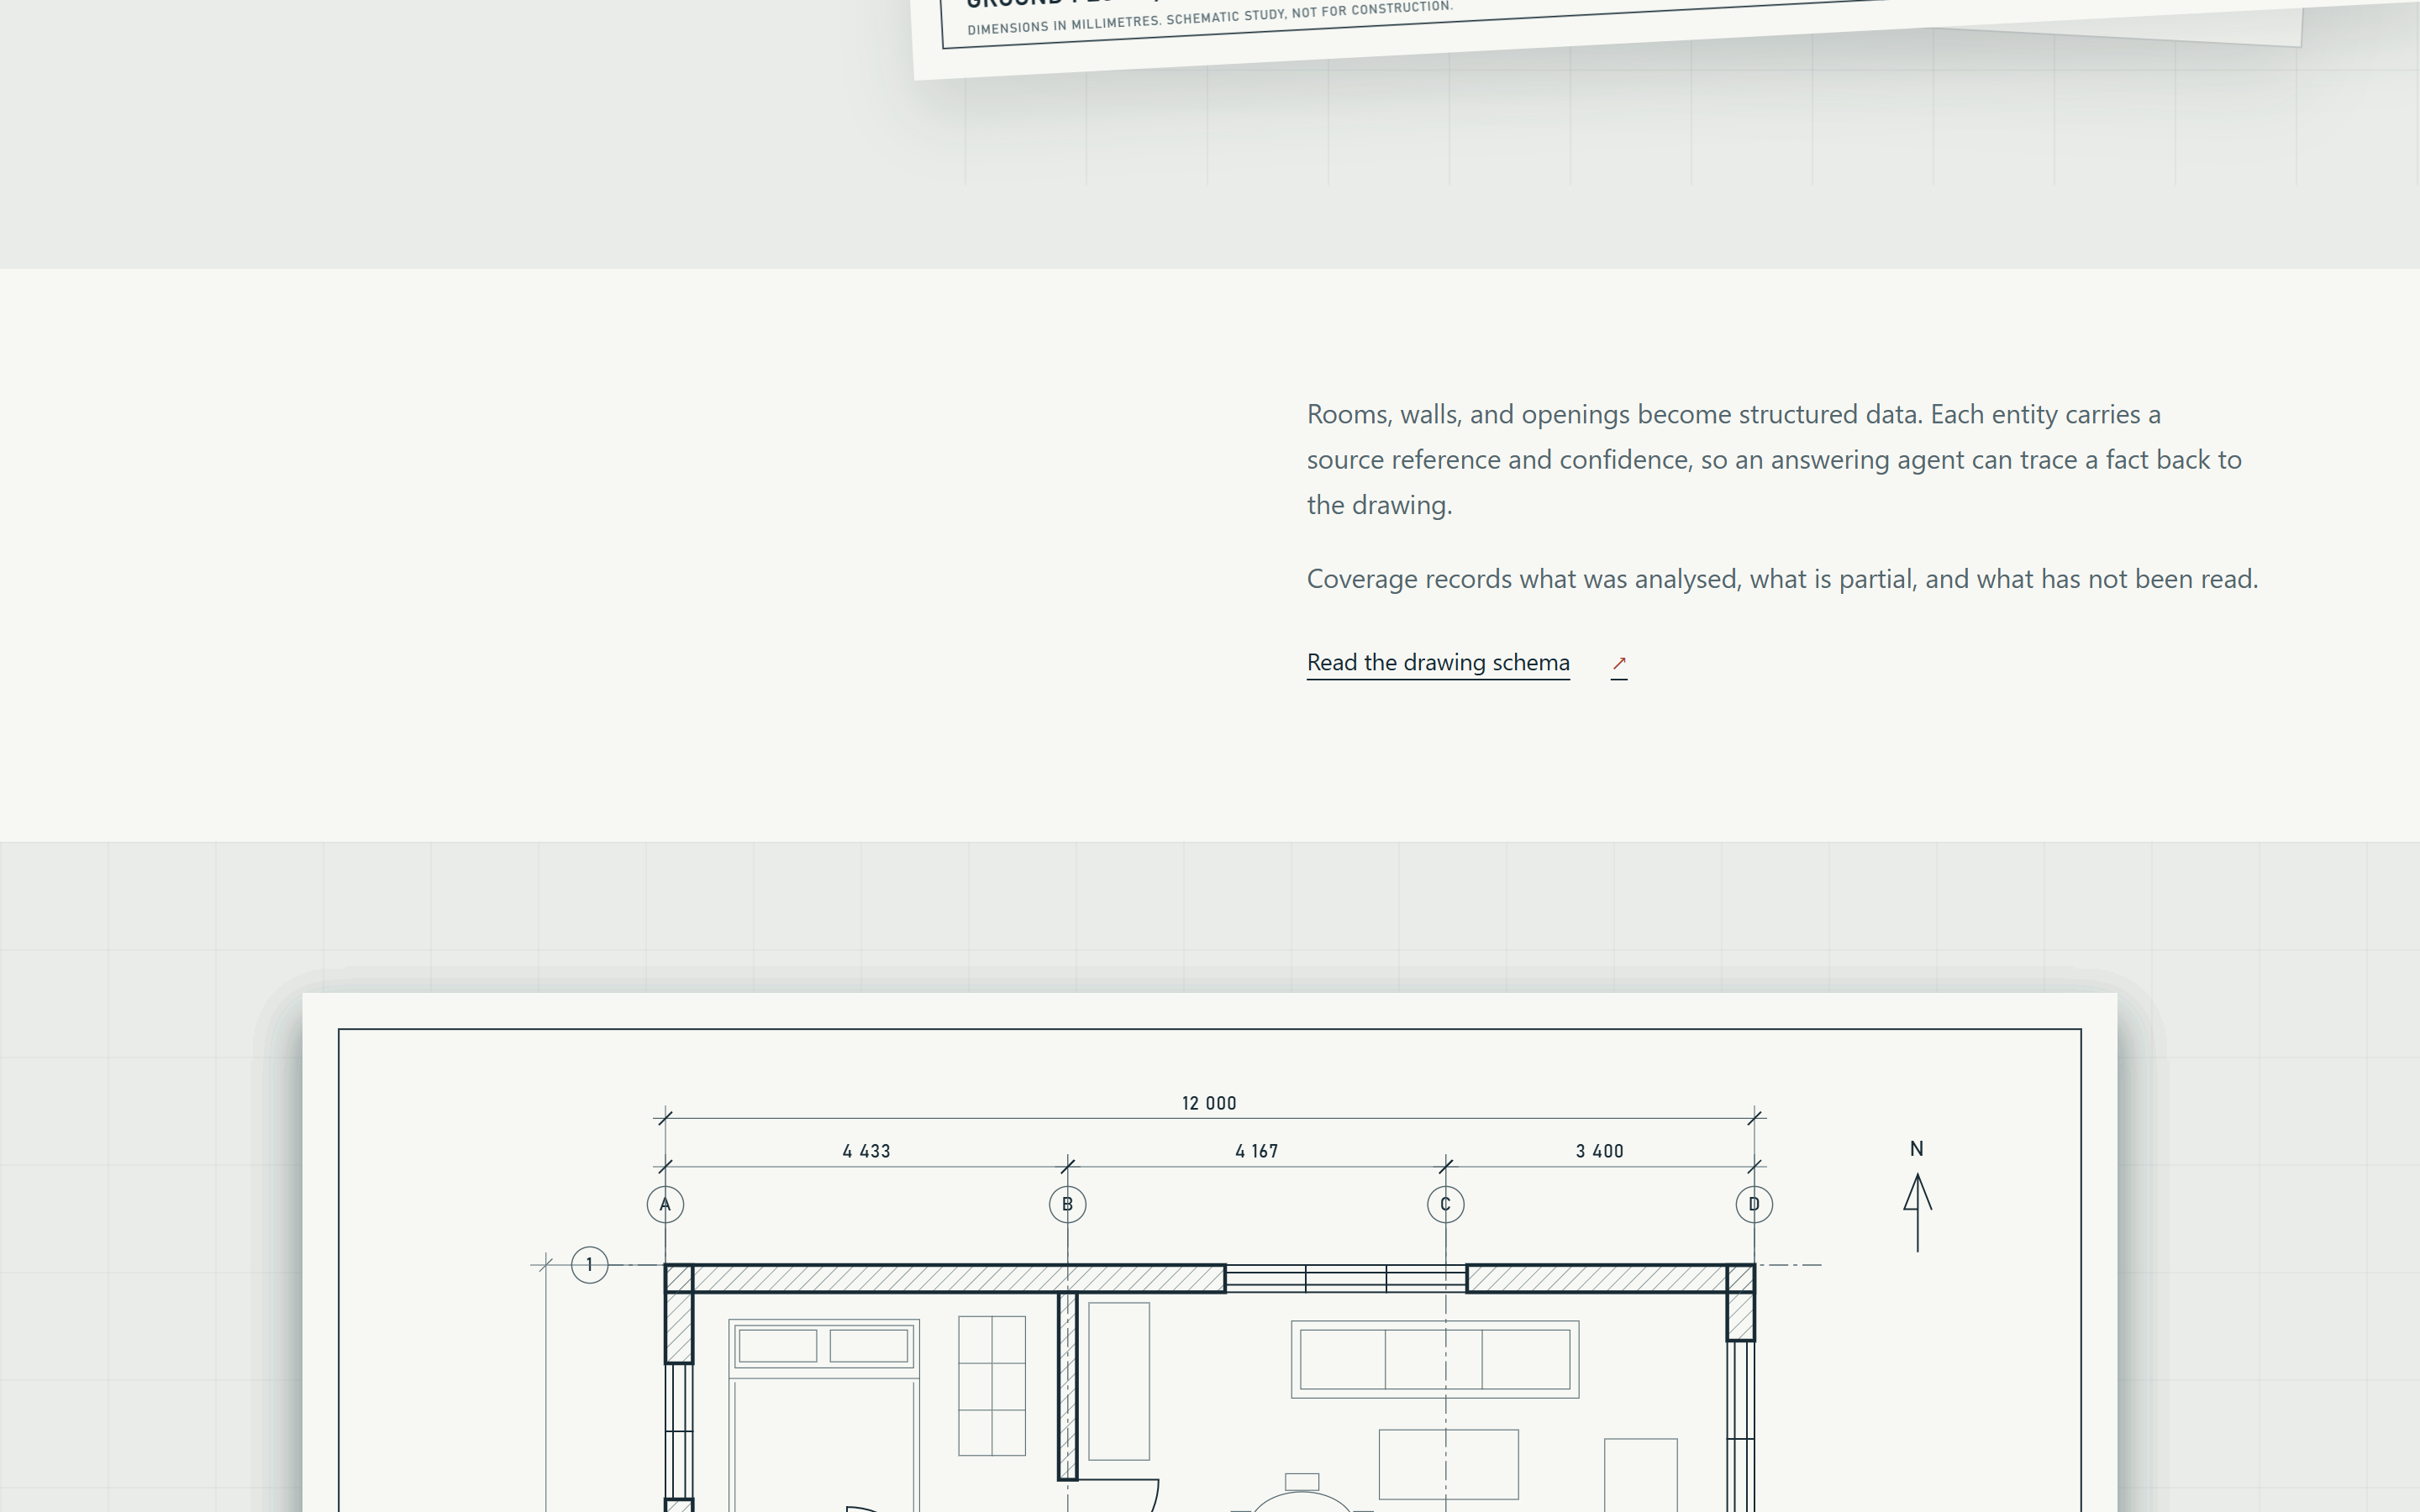 DIMENSIONS IN MILLIMETRES. SCHEMATIC STUDY, NOT FOR CONSTRUCTION.
Rooms, walls, and openings become structured data. Each entity carries a
source reference and confidence, so an answering agent can trace a fact back to
the drawing.
Coverage records what was analysed, what is partial, and what has not been read.
Read the drawing schema ↗
12 000
4 433 4 167 3 400
N
A B C D
1